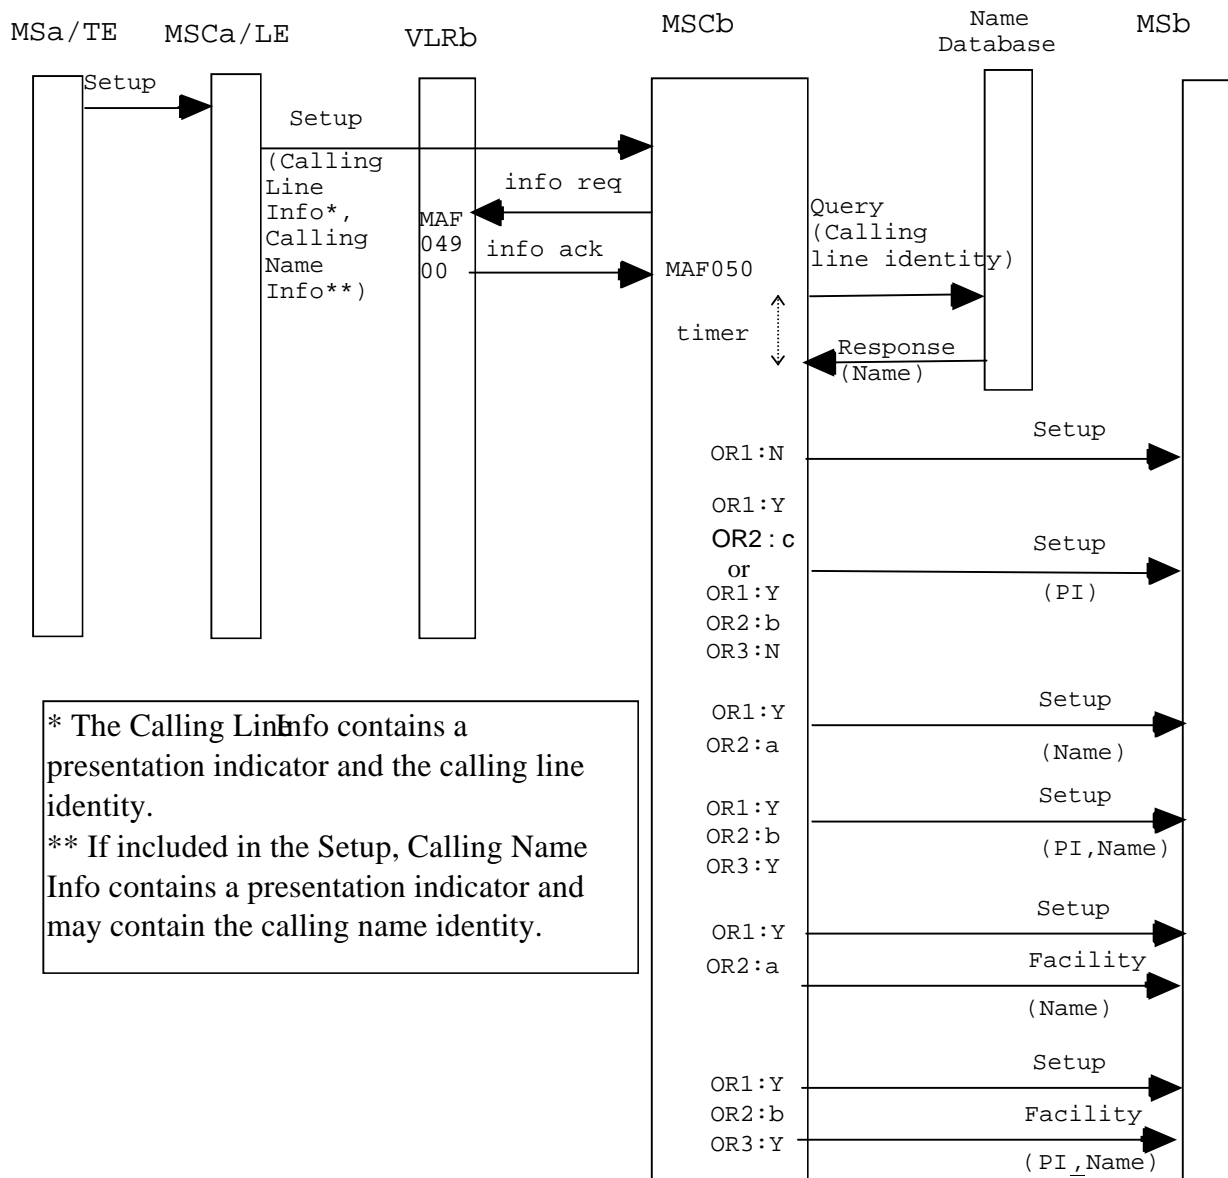 MSa/TE
MSCa/LE
VLRb
MSCb
Name
Database
MSb
Setup
Setup
(Calling
Line
Info*,
Calling
Name
Info**)
info req
MAF
049
00
info ack
MAF050
Query
(Calling
line identity)
timer
Response
(Name)
OR1:N
Setup
OR1:Y
OR2 : c
or
OR1:Y
OR2:b
OR3:N
Setup
(PI)
OR1:Y
OR2:a
Setup
(Name)
OR1:Y
OR2:b
OR3:Y
Setup
(PI,Name)
OR1:Y
OR2:a
Setup
Facility
(Name)
OR1:Y
OR2:b
OR3:Y
Setup
Facility
(PI,Name)
* The Calling Line Info contains a
presentation indicator and the calling line
identity.
** If included in the Setup, Calling Name
Info contains a presentation indicator and
may contain the calling name identity.